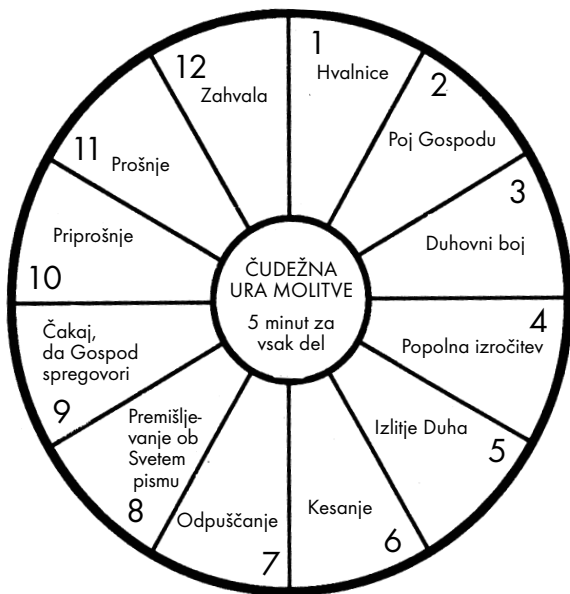 ČUDEŽNA
URA MOLITVE
5 minut za
vsak del
1
Hvalnice
2
Poj Gospodu
3
Duhovni boj
4
Popolna izročitev
5
Izlitje Duha
6
Kesanje
7
Odpuščanje
8
Premišlje-
vanje ob
Svetem
pismu
9
Čakaj,
da Gospod
spregovori
10
Priprošnje
11
Prošnje
12
Zahvala